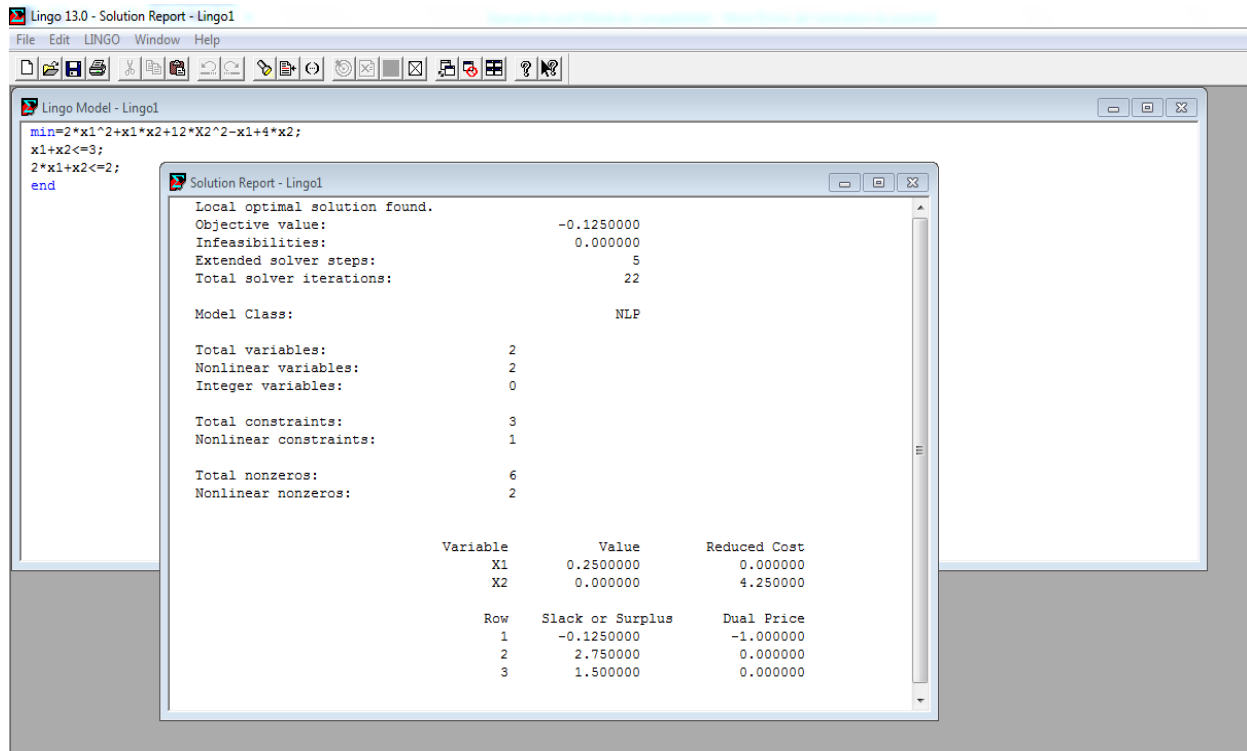 Lingo 13.0 - Solution Report - Lingo1
File Edit LINGO Window Help
Lingo Model - Lingo1
min=2*x1^2+x1*x2+12*X2^2-x1+4*x2;
x1+x2<=3;
2*x1+x2<=2;
end
Solution Report - Lingo1
Local optimal solution found.
Objective value: -0.1250000
Infeasibilities: 0.000000
Extended solver steps: 5
Total solver iterations: 22
Model Class: NLP
Total variables: 2
Nonlinear variables: 2
Integer variables: 0
Total constraints: 3
Nonlinear constraints: 1
Total nonzeros: 6
Nonlinear nonzeros: 2
Variable Value Reduced Cost
X1 0.2500000 0.000000
X2 0.000000 4.250000
Row Slack or Surplus Dual Price
1 -0.1250000 -1.000000
2 2.750000 0.000000
3 1.500000 0.000000